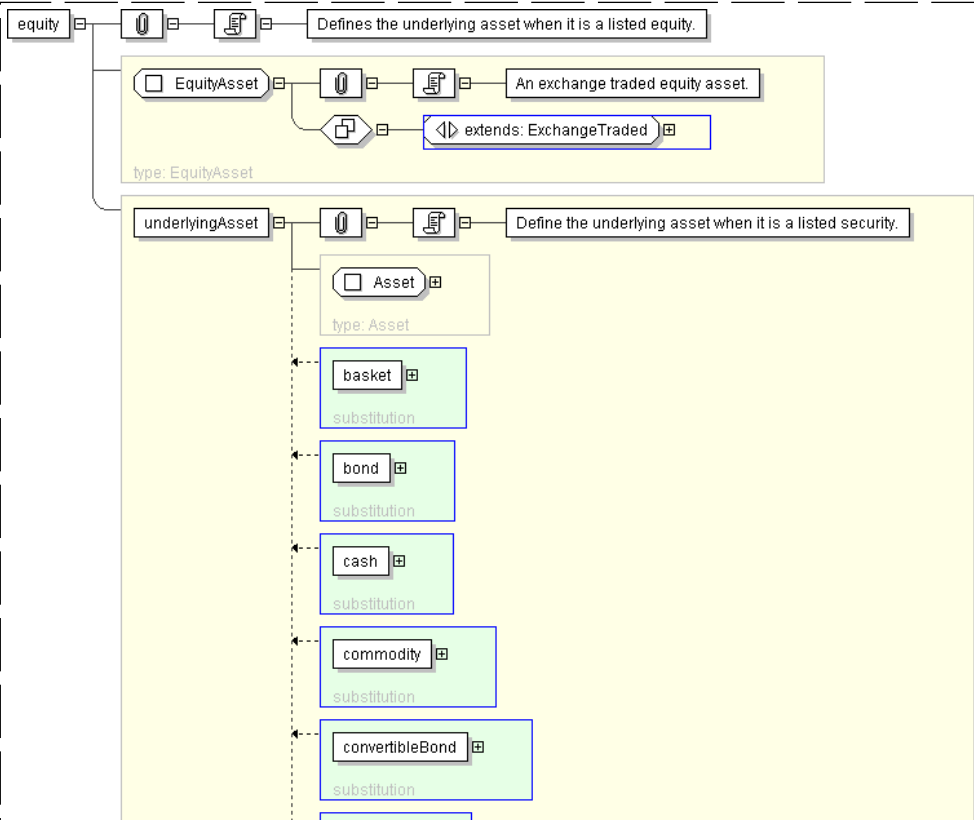 equity
Defines the underlying asset when it is a listed equity.
EquityAsset
An exchange traded equity asset.
extends: ExchangeTraded
type: EquityAsset
underlyingAsset
Define the underlying asset when it is a listed security.
Asset
type: Asset
basket
substitution
bond
substitution
cash
substitution
commodity
substitution
convertibleBond
substitution